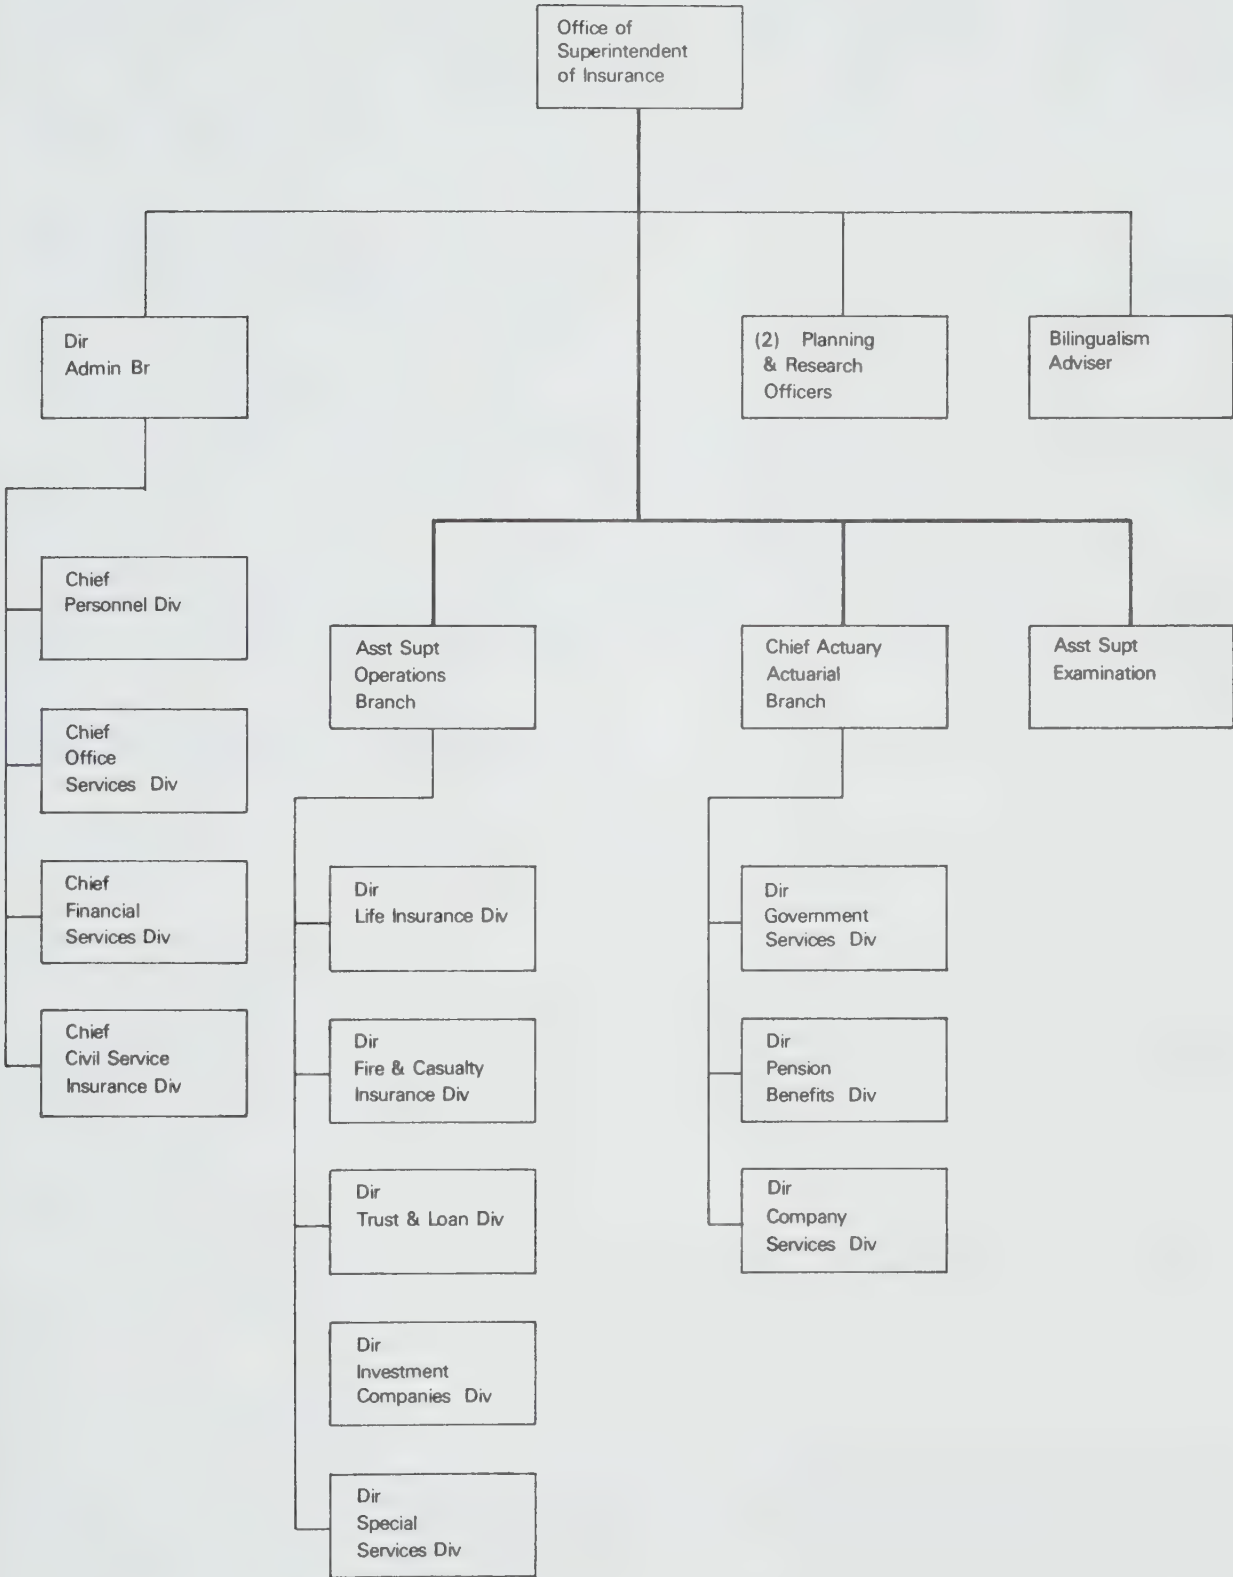 Office of
Superintendent
of Insurance
Dir
Admin Br
(2) Planning
& Research
Officers
Bilingualism
Adviser
Chief
Personnel Div
Chief
Office
Services Div
Chief
Financial
Services Div
Chief
Civil Service
Insurance Div
Asst Supt
Operations
Branch
Dir
Life Insurance Div
Dir
Fire & Casualty
Insurance Div
Dir
Trust & Loan Div
Dir
Investment
Companies Div
Dir
Special
Services Div
Chief Actuary
Actuarial
Branch
Dir
Government
Services Div
Dir
Pension
Benefits Div
Dir
Company
Services Div
Asst Supt
Examination